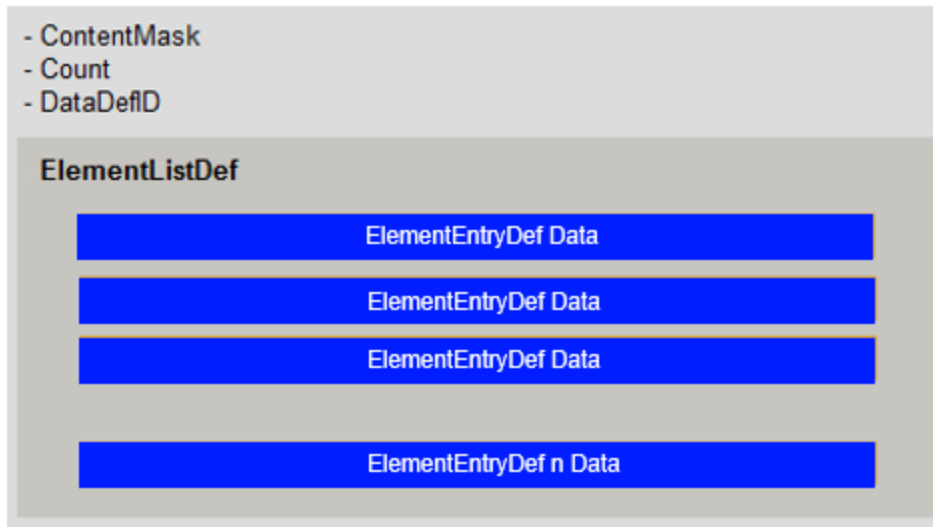 - ContentMask
- Count
- DataDefID
ElementListDef
ElementEntryDef Data
ElementEntryDef Data
ElementEntryDef Data
ElementEntryDef n Data